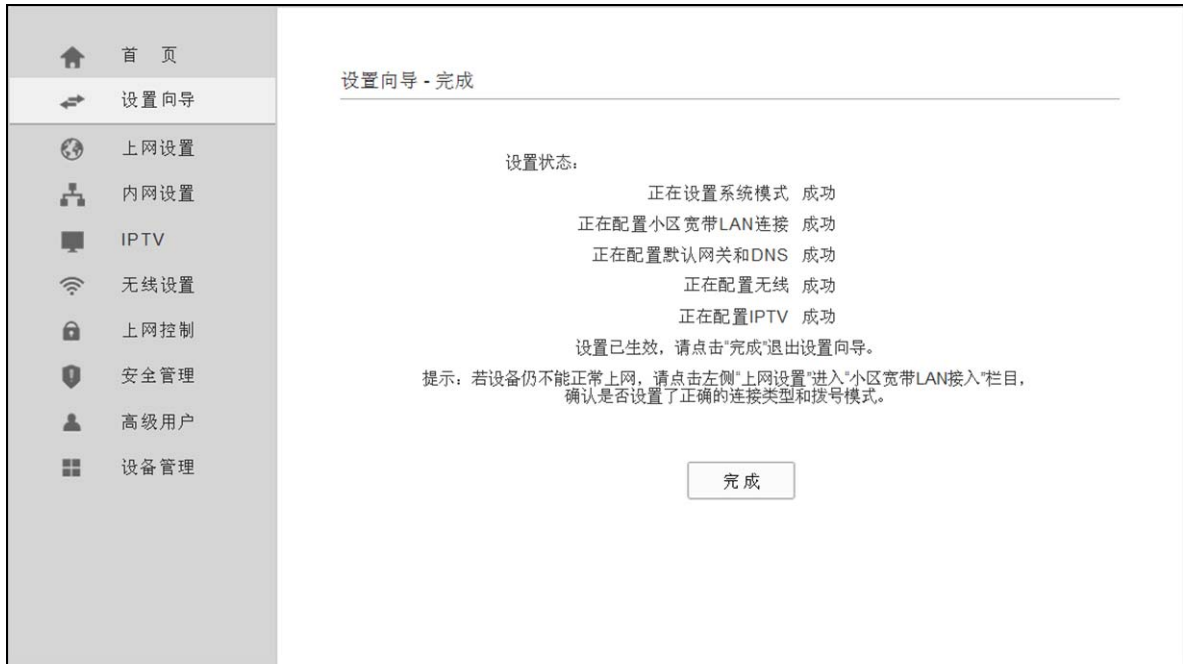 首 页
设置向导
上网设置
内网设置
IPTV
无线设置
上网控制
安全管理
高级用户
设备管理
设置向导 - 完成
设置状态:
正在设置系统模式 成功
正在配置小区宽带LAN连接 成功
正在配置默认网关和DNS 成功
正在配置无线 成功
正在配置IPTV 成功
设置已生效，请点击"完成"退出设置向导。
提示：若设备仍不能正常上网，请点击左侧"上网设置"进入"小区宽带LAN接入"栏目，
确认是否设置了正确的连接类型和拨号模式。
完成